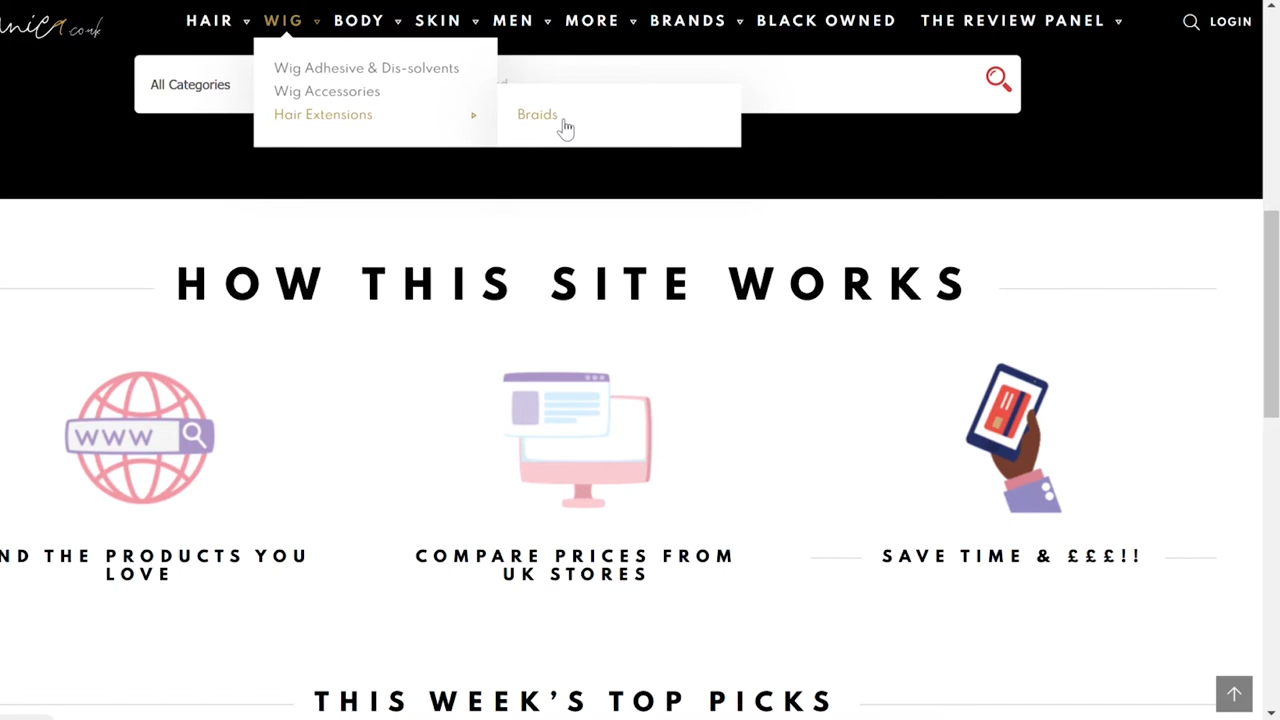 HAIR WIG BODY SKIN MEN MORE BRANDS BLACK OWNED THE REVIEW PANEL LOGIN
Wig Adhesive & Dis-solvents
All Categories
Wig Accessories
Hair Extensions
Braids
HOW THIS SITE WORKS
WWW
ND THE PRODUCTS YOU
LOVE
COMPARE PRICES FROM
UK STORES
SAVE TIME & £££!!
THIS WEEK'S TOP PICKS